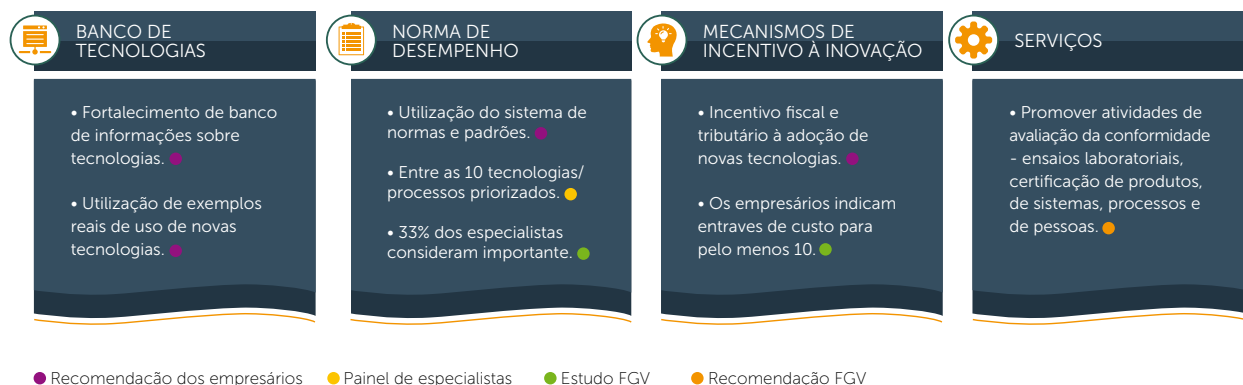 BANCO DE
TECNOLOGIAS
• Fortalecimento de banco
de informações sobre
tecnologias.
• Utilização de exemplos
reais de uso de novas
tecnologias.
NORMA DE
DESEMPENHO
• Utilização do sistema de
normas e padrões.
• Entre as 10 tecnologias/
processos priorizados.
• 33% dos especialistas
consideram importante.
MECANISMOS DE
INCENTIVO À INOVAÇÃO
• Incentivo fiscal e
tributário à adoção de
novas tecnologias.
• Os empresários indicam
entraves de custo para
pelo menos 10.
SERVIÇOS
• Promover atividades de
avaliação da conformidade
- ensaios laboratoriais,
certificação de produtos,
de sistemas, processos e
de pessoas.
Recomendação dos empresários
Painel de especialistas
Estudo FGV
Recomendação FGV